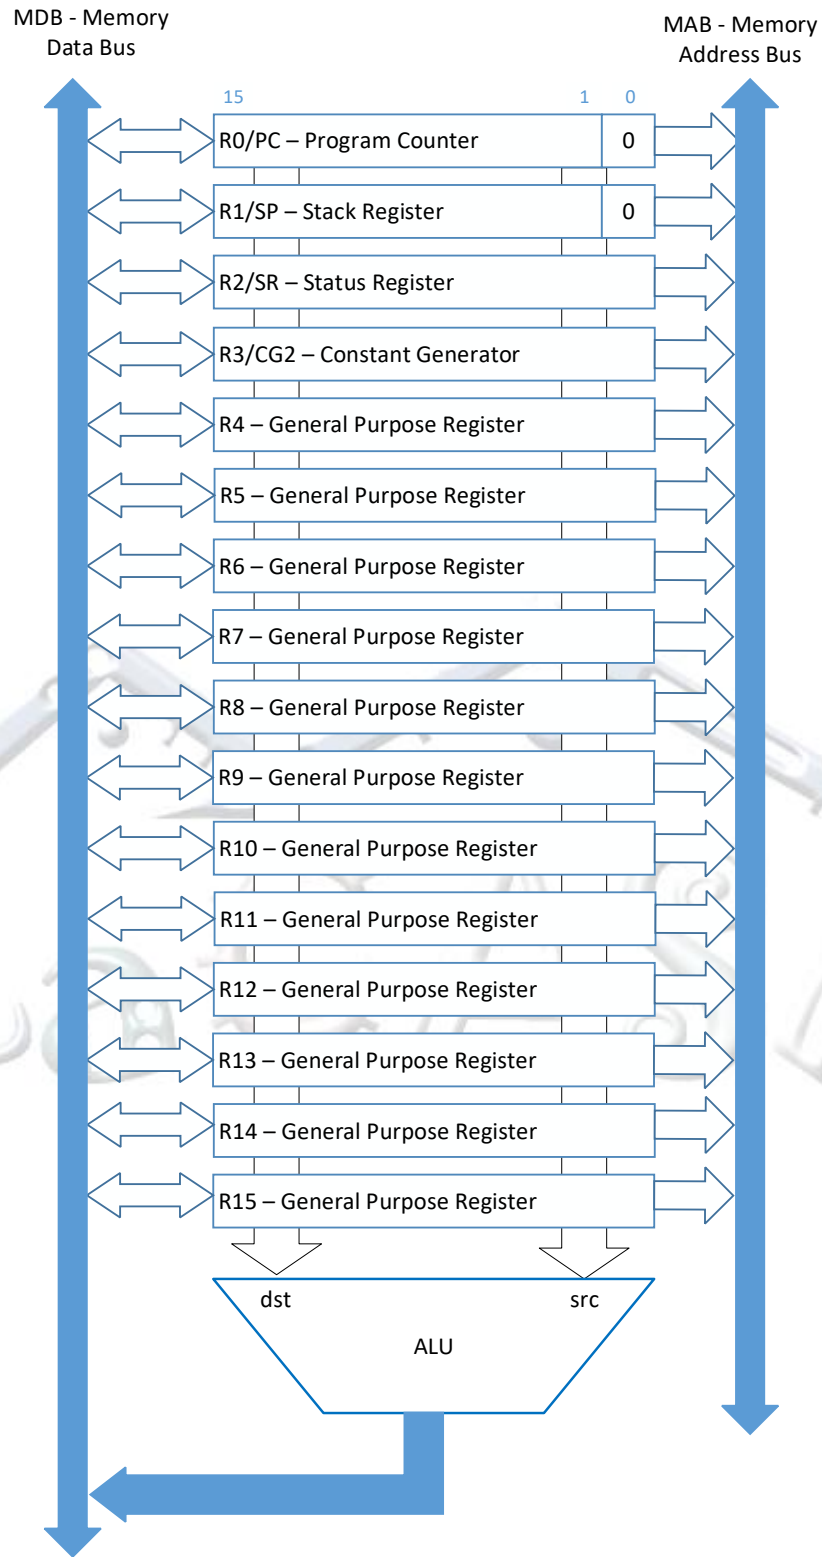 MDB - Memory
Data Bus
MAB - Memory
Address Bus
15 1 0
R0/PC – Program Counter 0
R1/SP – Stack Register 0
R2/SR – Status Register
R3/CG2 – Constant Generator
R4 – General Purpose Register
R5 – General Purpose Register
R6 – General Purpose Register
R7 – General Purpose Register
R8 – General Purpose Register
R9 – General Purpose Register
R10 – General Purpose Register
R11 – General Purpose Register
R12 – General Purpose Register
R13 – General Purpose Register
R14 – General Purpose Register
R15 – General Purpose Register
dst src
ALU